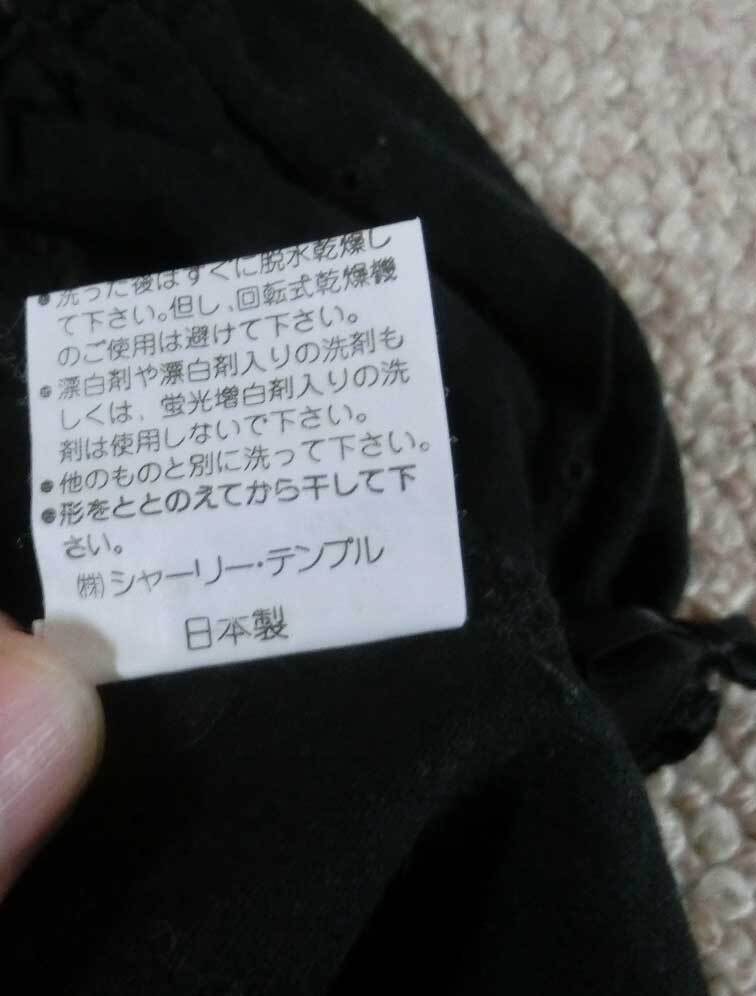 ●洗った後はすぐに脱水乾燥し
て下さい。但し、回転式乾燥機
のご使用は避けて下さい。
●漂白剤や漂白剤入りの洗剤も
しくは、蛍光増白剤入りの洗
剤は使用しないで下さい。
●他のものと別に洗って下さい。
●形をととのえてから干して下
さい。
㈱シャーリー・テンプル
日本製